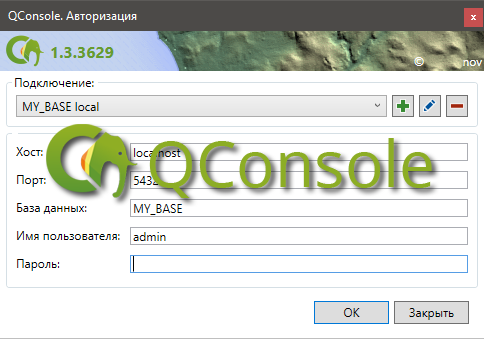 QConsole. Авторизация
1.3.3629
© nov
Подключение:
MY_BASE local
Хост:
Порт: 5432
QConsole
База данных: MY_BASE
Имя пользователя: admin
Пароль:
OK Закрыть